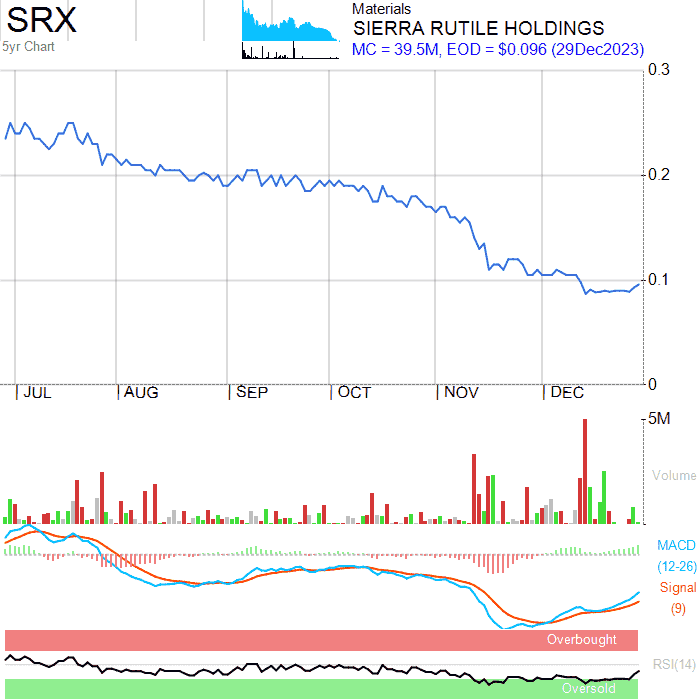 SRX
5yr Chart
Materials
SIERRA RUTILE HOLDINGS
MC = 39.5M, EOD = $0.096 (29Dec2023)
0.3
0.2
0.1
0
| JUL | AUG | SEP | OCT | NOV | DEC
5M
Volume
MACD
(12-26)
Signal
(9)
Overbought
RSI(14)
Oversold